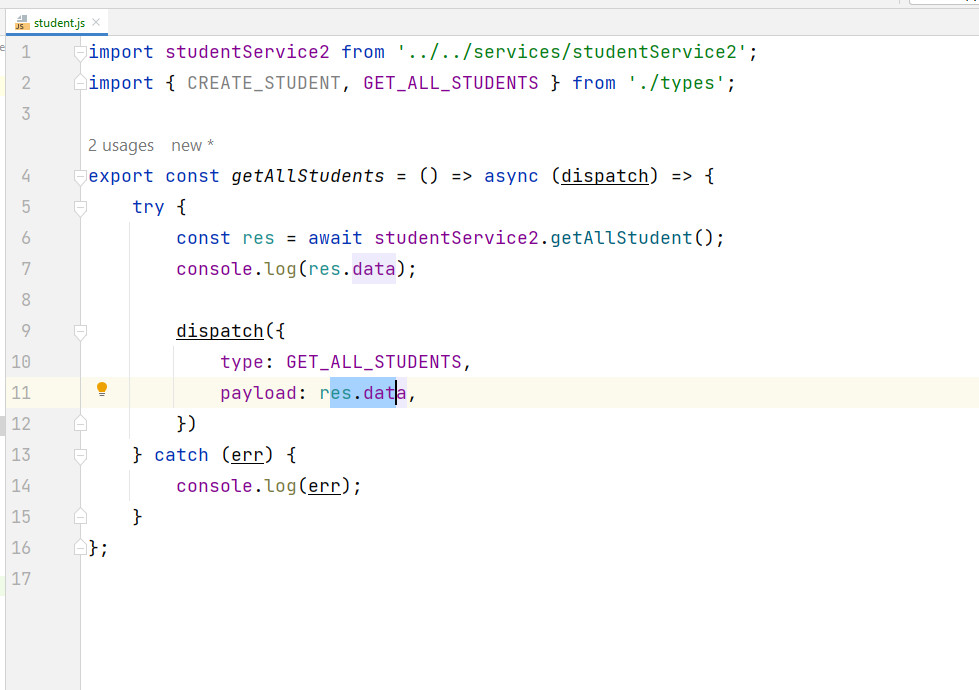 student.js
1 import studentService2 from '../../services/studentService2';
2 import { CREATE_STUDENT, GET_ALL_STUDENTS } from './types';
3
2 usages new *
4 export const getAllStudents = () => async (dispatch) => {
5 try {
6 const res = await studentService2.getAllStudent();
7 console.log(res.data);
8
9 dispatch({
10 type: GET_ALL_STUDENTS,
11 payload: res.data,
12 })
13 } catch (err) {
14 console.log(err);
15 }
16 };
17